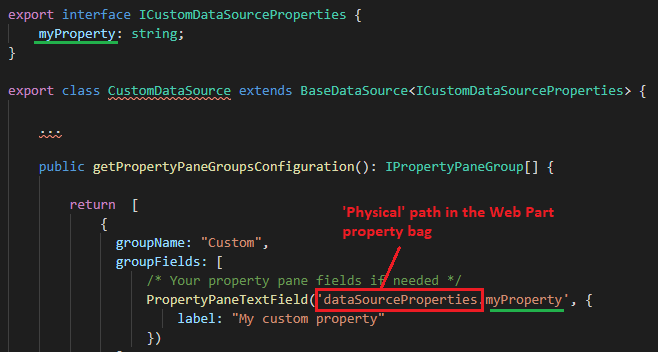 export interface ICustomDataSourceProperties {
myProperty: string;
}
export class CustomDataSource extends BaseDataSource<ICustomDataSourceProperties> {
...
public getPropertyPaneGroupsConfiguration(): IPropertyPaneGroup[] {
return [
{
'Physical' path in the Web Part
property bag
groupName: "Custom",
groupFields: [
/* Your property pane fields if needed */
PropertyPaneTextField('dataSourceProperties.myProperty', {
label: "My custom property"
})